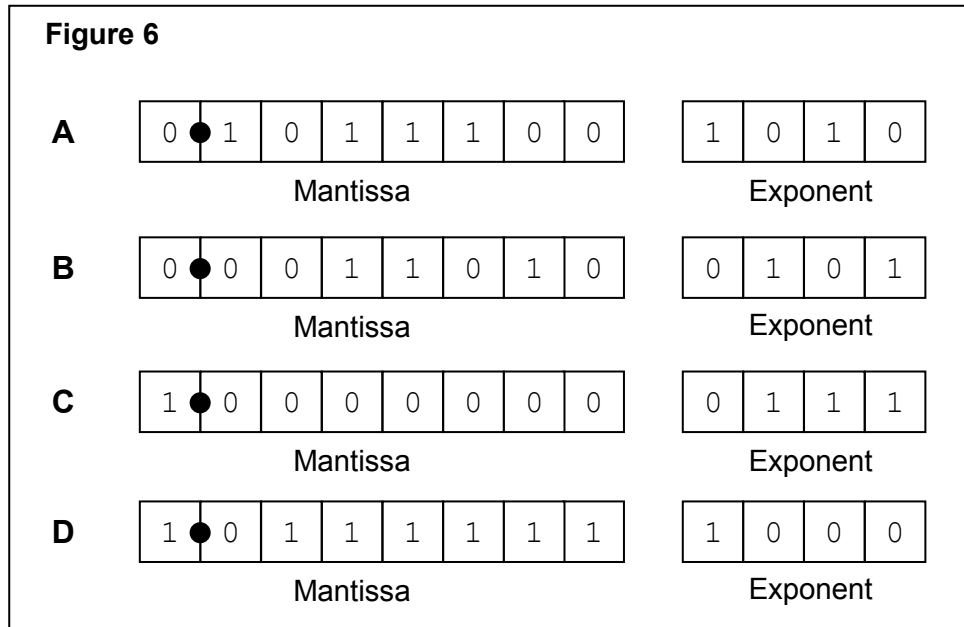 Figure 6
A 0 1 0 1 1 1 0 0 1 0 1 0
Mantissa Exponent
B 0 0 0 1 1 0 1 0 0 1 0 1
Mantissa Exponent
C 1 0 0 0 0 0 0 0 0 1 1 1
Mantissa Exponent
D 1 0 1 1 1 1 1 1 1 0 0 0
Mantissa Exponent